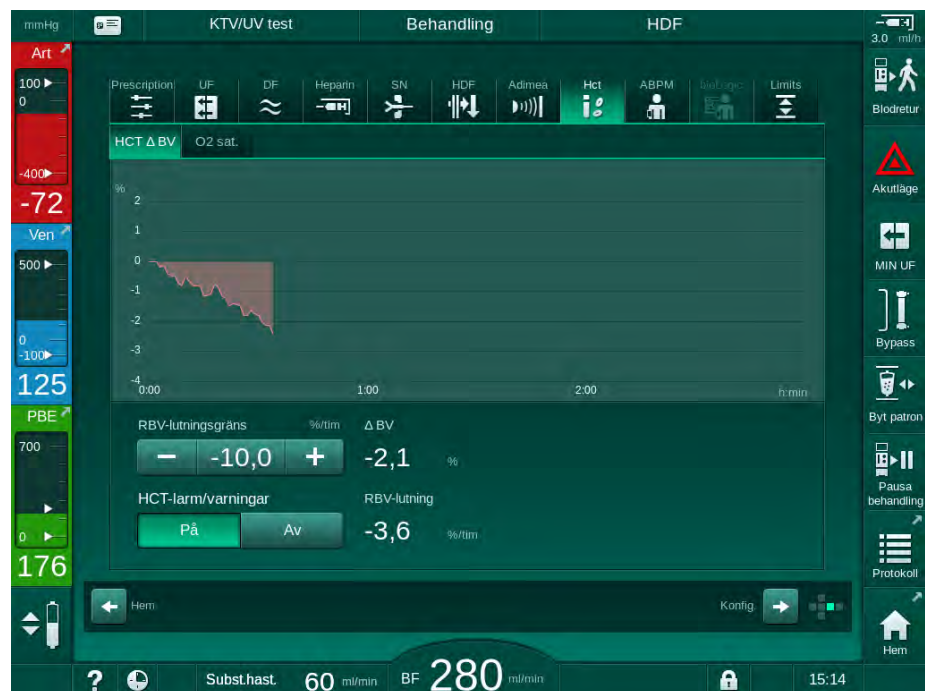 mmHg KTV/UV test Behandling HDF 3.0 ml/h
Art
100
0
-400
-72
Ven
500
0
-100
125
PBE
700
0
176
Prescription UF DF Heparin SN HDF Adimea Hct ABPM bioLogic Limits
HCT Δ BV O2 sat.
%
2
1
0
-1
-2
-3
-4
0:00 1:00 2:00 h:min
RBV-lutningsgräns %/tim Δ BV
− -10,0 + -2,1 %
HCT-larm/varningar RBV-lutning
På Av -3,6 %/tim
Hem Konfig.
Blodretur
Akutläge
MIN UF
Bypass
Byt patron
Pausa
behandling
Protokoll
Hem
? Subst.hast. 60 ml/min BF 280 ml/min 15:14